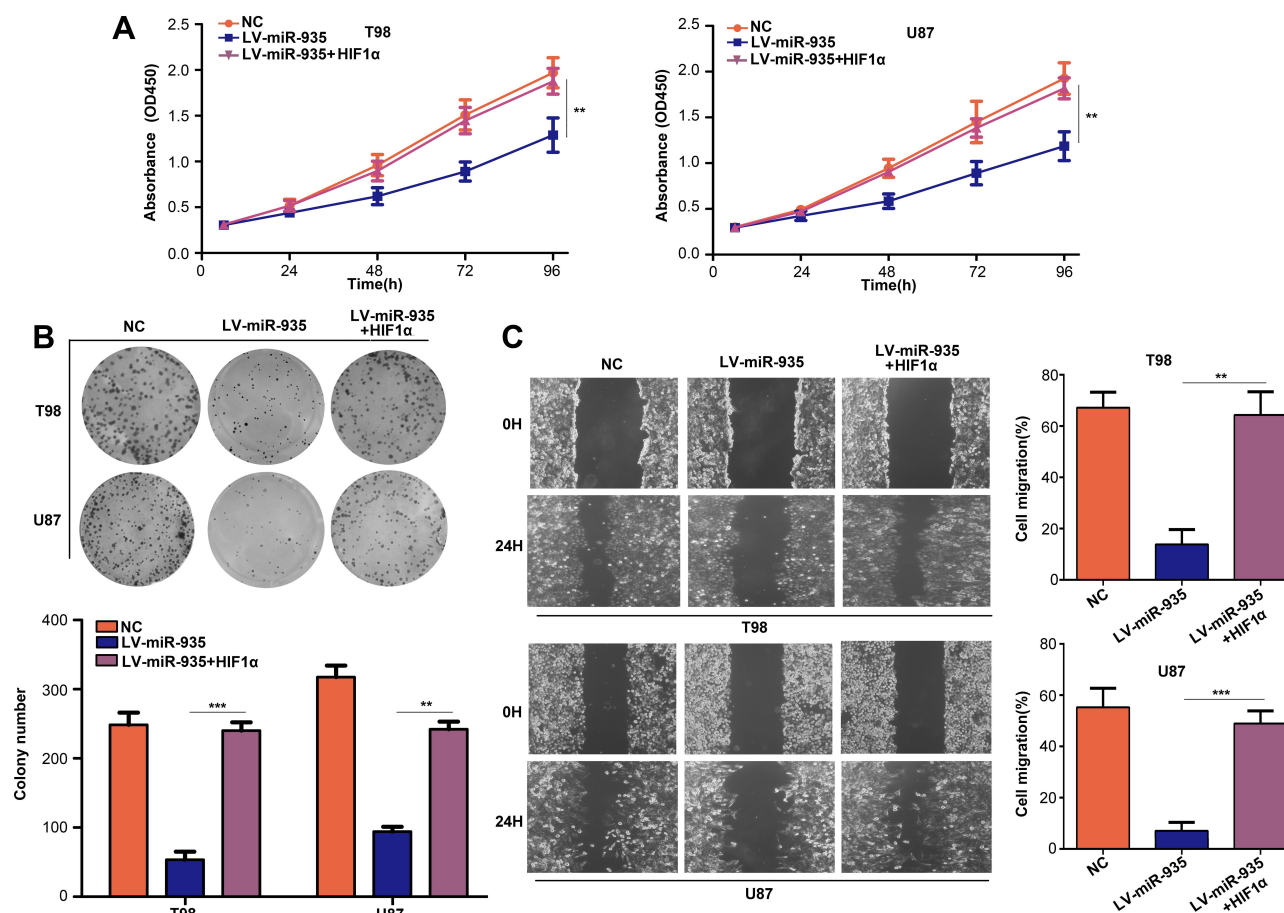 A
T98
NC
LV-miR-935
LV-miR-935+HIF1α
Absorbance (OD450)
2.5
2.0
1.5
1.0
0.5
0.0
0 24 48 72 96
Time(h)
**
U87
NC
LV-miR-935
LV-miR-935+HIF1α
Absorbance (OD450)
2.5
2.0
1.5
1.0
0.5
0.0
0 24 48 72 96
Time(h)
**
B
NC LV-miR-935 LV-miR-935
+HIF1α
T98
U87
Colony number
400
300
200
100
0
NC
LV-miR-935
LV-miR-935+HIF1α
*** **
T98 U87
C
NC LV-miR-935 LV-miR-935
+HIF1α
0H
24H
T98
0H
24H
U87
T98
Cell migration(%)
80
60
40
20
0
**
NC LV-miR-935 LV-miR-935
+HIF1α
U87
Cell migration(%)
80
60
40
20
0
***
NC LV-miR-935 LV-miR-935
+HIF1α